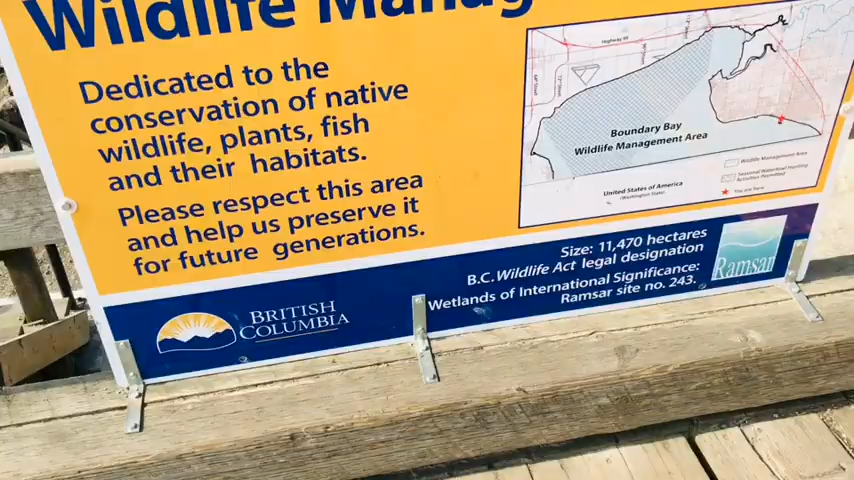 Wildlife Manag
Dedicated to the
conservation of native
wildlife, plants, fish
and their habitats.
Please respect this area
and help us preserve it
for future generations.
Highway 99
Boundary Bay
Wildlife Management Area
United States of America
(Washington State)
Wildlife Management Area
Seasonal Waterfowl Hunting
Activities Permitted
You are here
BRITISH
COLUMBIA
Size: 11,470 hectares
B.C. Wildlife Act legal designation
Wetlands of International Significance:
Ramsar site no. 243.
Ramsar